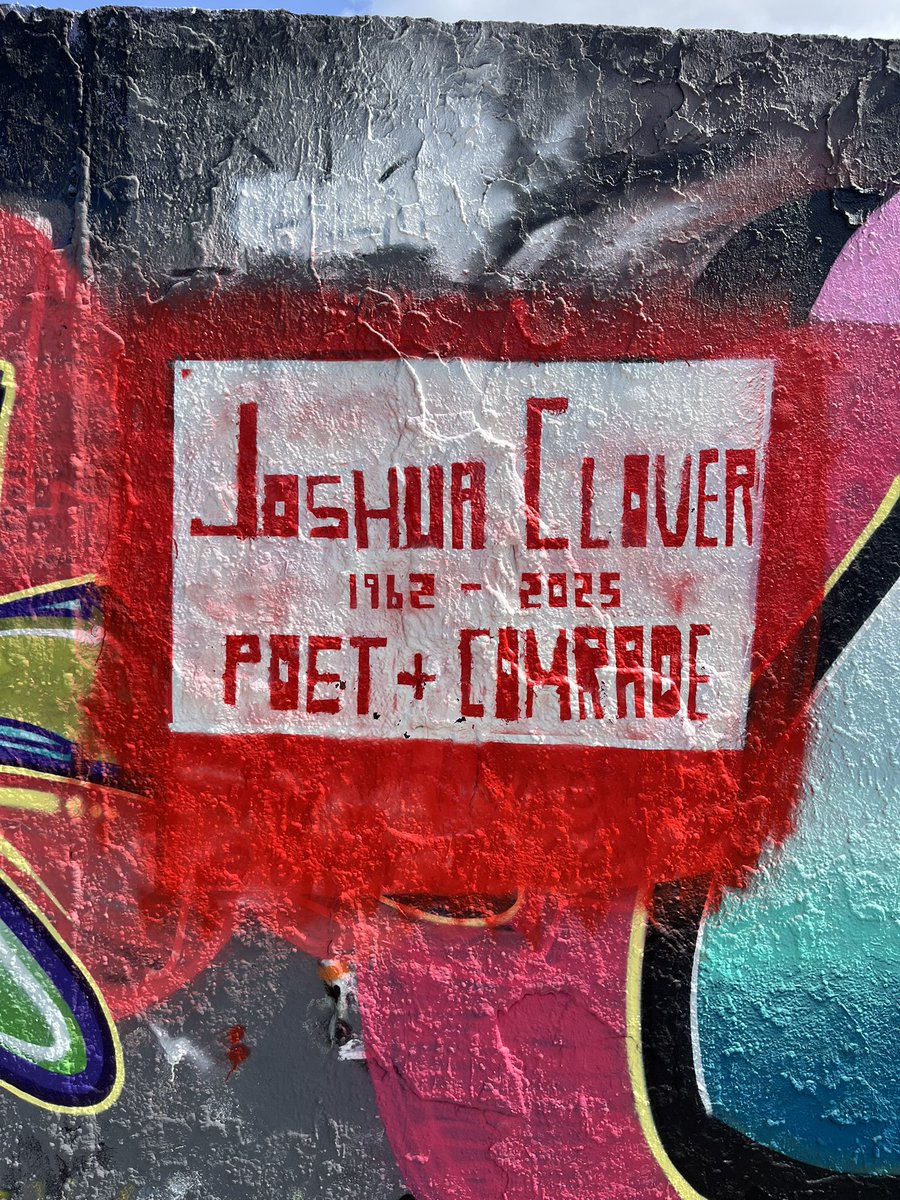 Joshua Clover
1962 - 2025
POET + COMRADE